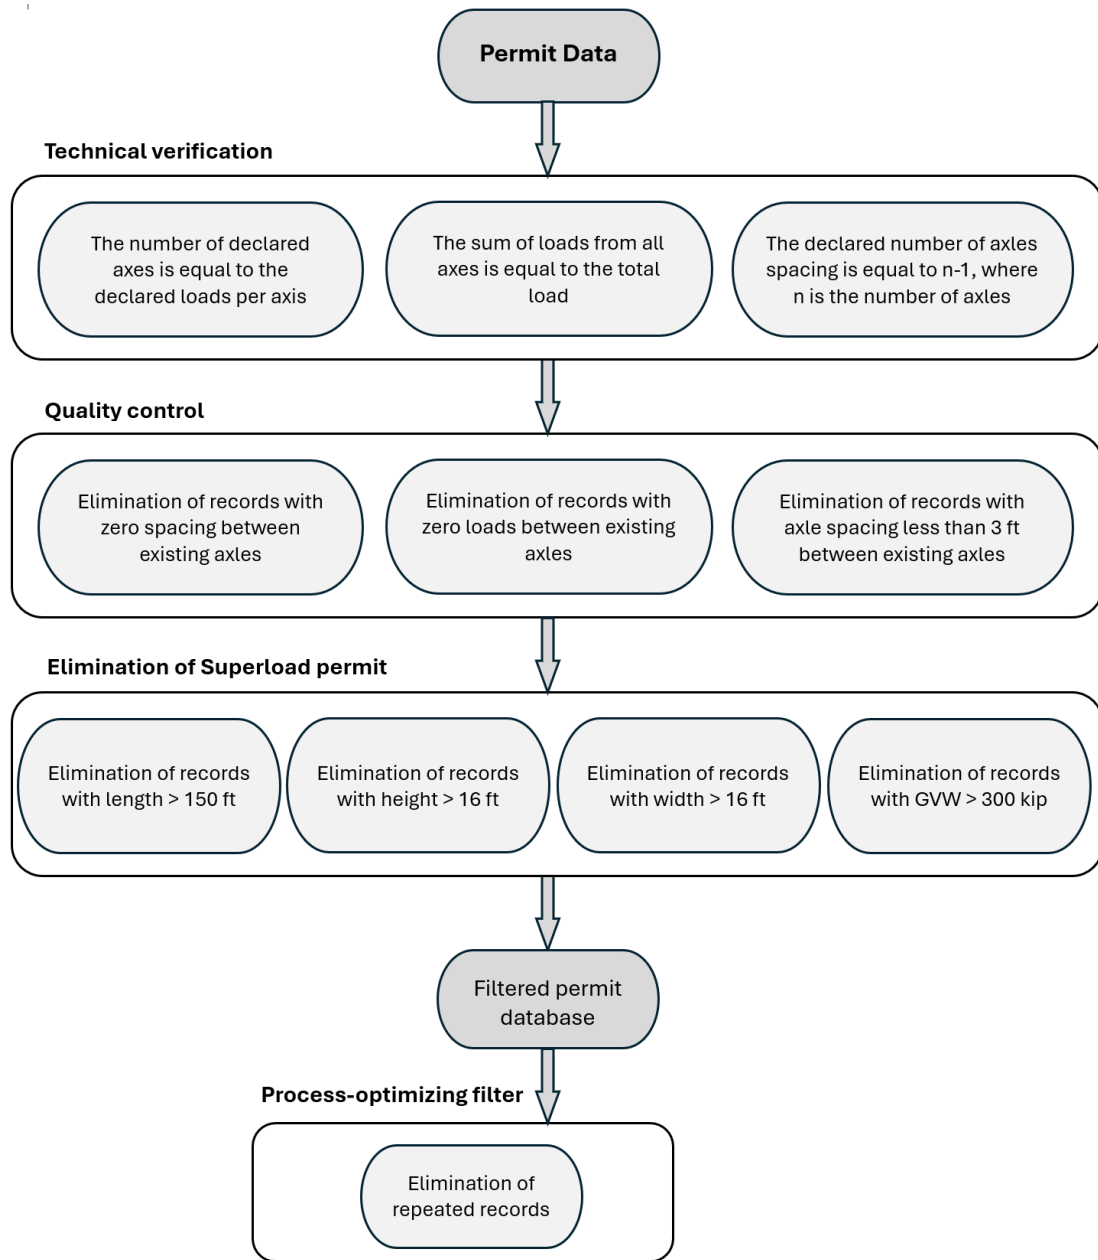 Permit Data
Technical verification
The number of declared
axes is equal to the
declared loads per axis
The sum of loads from all
axes is equal to the total
load
The declared number of axles
spacing is equal to n-1, where
n is the number of axles
Quality control
Elimination of records with
zero spacing between
existing axles
Elimination of records with
zero loads between existing
axles
Elimination of records with
axle spacing less than 3 ft
between existing axles
Elimination of Superload permit
Elimination of records
with length > 150 ft
Elimination of records
with height > 16 ft
Elimination of records
with width > 16 ft
Elimination of records
with GVW > 300 kip
Filtered permit
database
Process-optimizing filter
Elimination of
repeated records